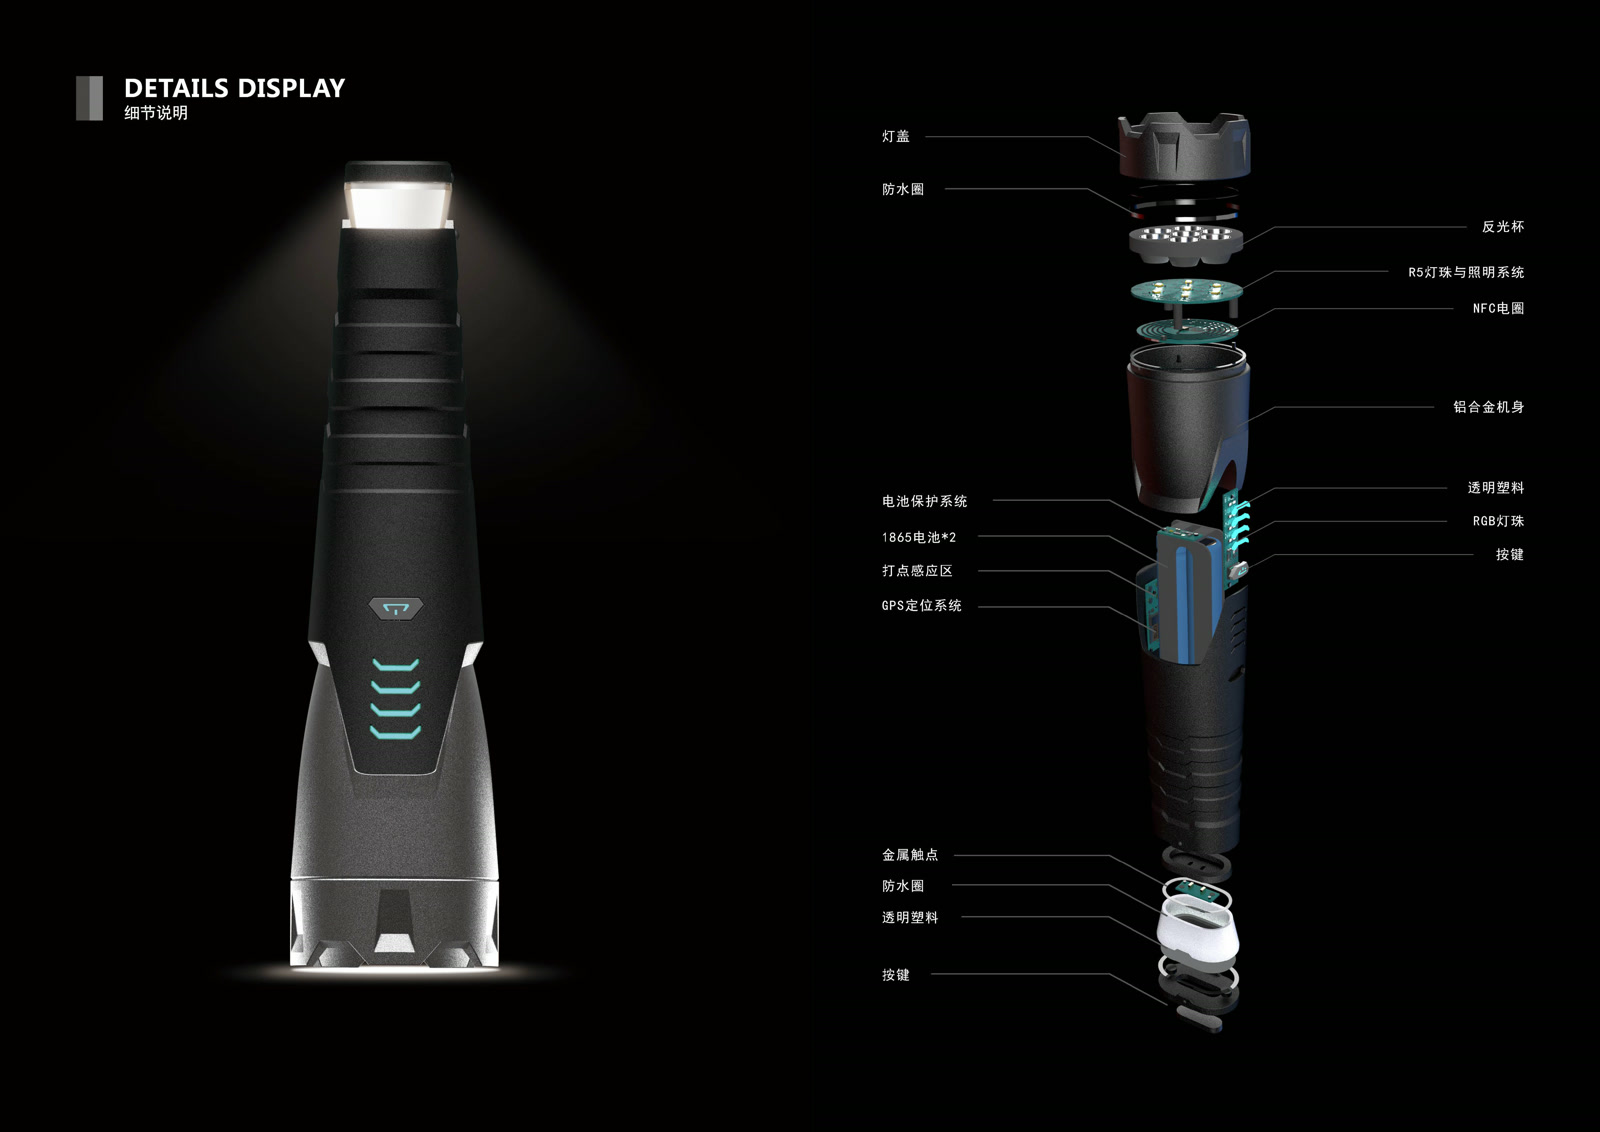 DETAILS DISPLAY
细节说明
灯盖
防水圈
反光杯
R5灯珠与照明系统
NFC电圈
铝合金机身
透明塑料
RGB灯珠
按键
电池保护系统
1865电池*2
打点感应区
GPS定位系统
金属触点
防水圈
透明塑料
按键